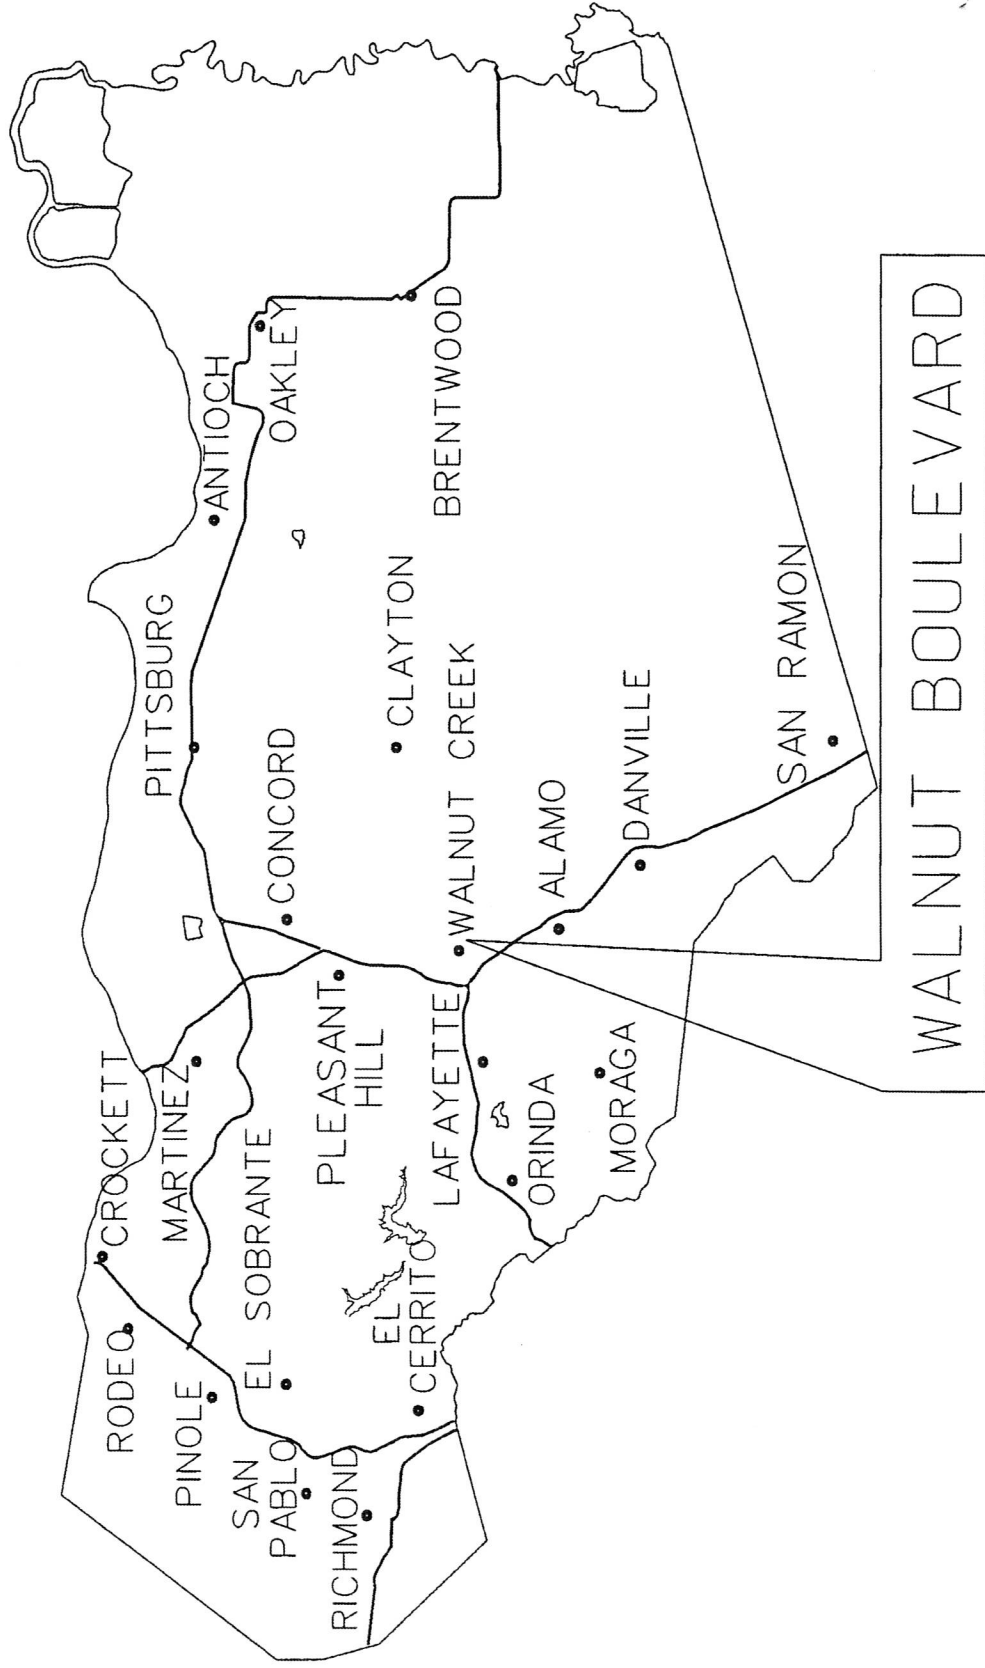 CROCKETT
RODEO
MARTINEZ
PINOLE
EL SOBRANTE
SAN
PABLO
RICHMOND
EL
CERRITO
PLEASANT
HILL
LAFAYETTE
ORINDA
MORAGA
PITTSBURG
ANTIOCH
OAKLEY
CONCORD
CLAYTON
BRENTWOOD
WALNUT CREEK
ALAMO
DANVILLE
SAN RAMON
WALNUT BOULEVARD